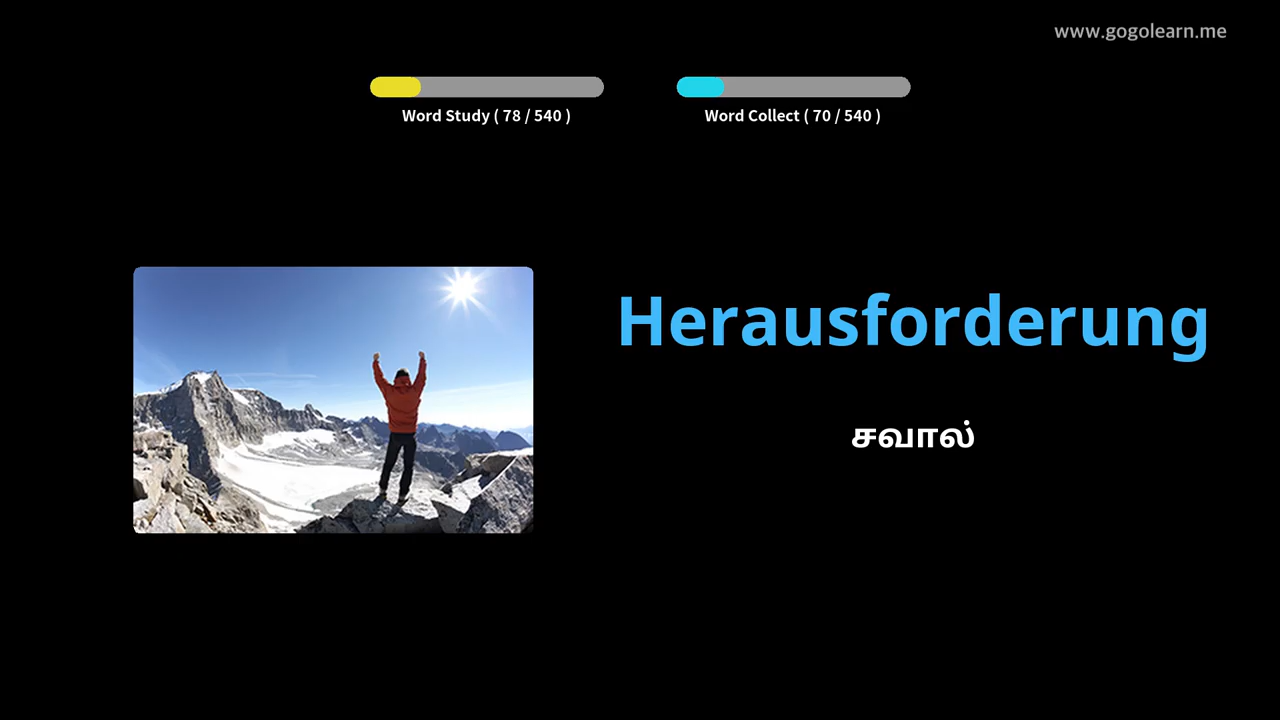 www.gogolearn.me
Word Study ( 78 / 540 )
Word Collect ( 70 / 540 )
Herausforderung
சவால்